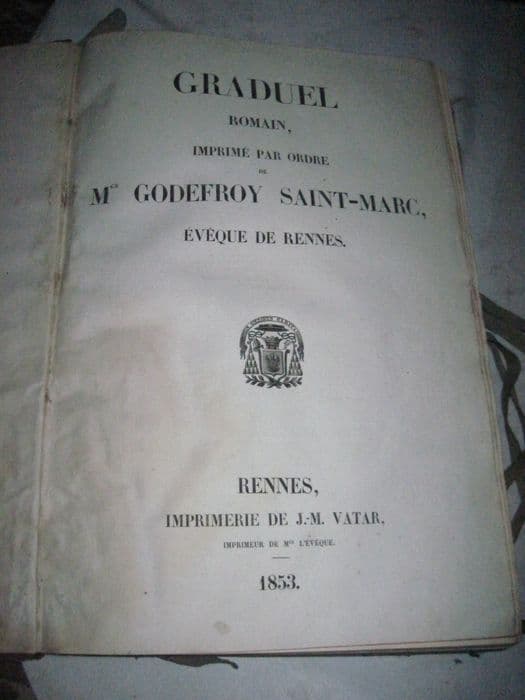 GRADUEL
ROMAIN,
IMPRIMÉ PAR ORDRE
DE
Mgr GODEFROY SAINT-MARC,
ÉVÊQUE DE RENNES.
RENNES,
IMPRIMERIE DE J.-M. VATAR,
IMPRIMEUR DE Mgr L'ÉVÊQUE.
1853.